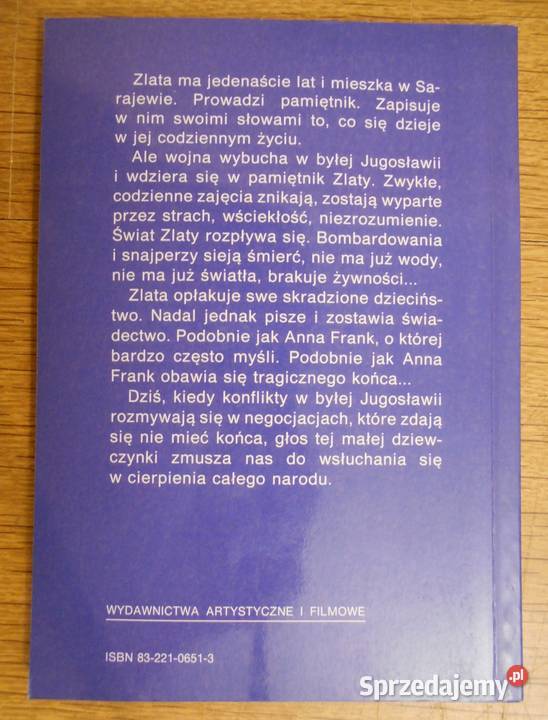 Zlata ma jedenaście lat i mieszka w Sa-
rajewie. Prowadzi pamiętnik. Zapisuje
w nim swoimi słowami to, co się dzieje
w jej codziennym życiu.
Ale wojna wybucha w byłej Jugosławii
i wdziera się w pamiętnik Zlaty. Zwykłe,
codzienne zajęcia znikają, zostają wyparte
przez strach, wściekłość, niezrozumienie.
Świat Zlaty rozpływa się. Bombardowania
i snajperzy sieją śmierć, nie ma już wody,
nie ma już światła, brakuje żywności...
Zlata opłakuje swe skradzione dziecińs-
two. Nadal jednak pisze i zostawia świa-
dectwo. Podobnie jak Anna Frank, o której
bardzo często myśli. Podobnie jak Anna
Frank obawia się tragicznego końca...
Dziś, kiedy konflikty w byłej Jugosławii
rozmywają się w negocjacjach, które zdają
się nie mieć końca, głos tej małej dziew-
czynki zmusza nas do wsłuchania się
w cierpienia całego narodu.
WYDAWNICTWA ARTYSTYCZNE I FILMOWE
ISBN 83-221-0651-3
Sprzedajemy.pl